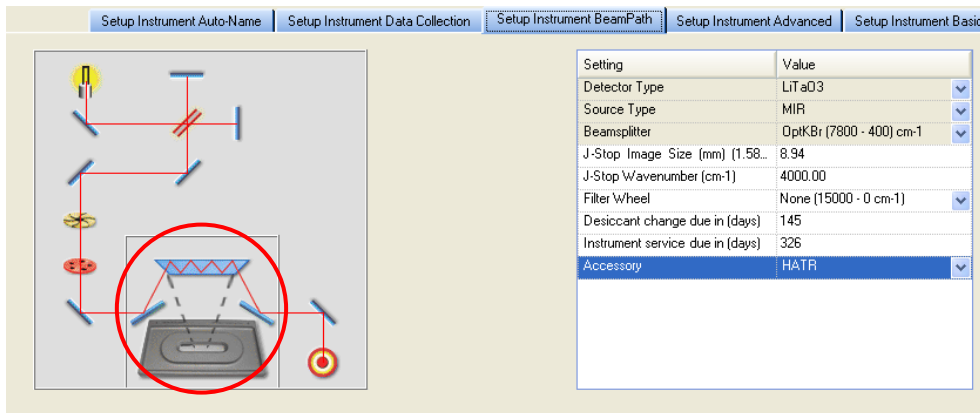 Setup Instrument Auto-Name Setup Instrument Data Collection Setup Instrument BeamPath Setup Instrument Advanced Setup Instrument Basic
Setting Value
Detector Type LiTaO3
Source Type MIR
Beamsplitter OptKBr (7800 - 400) cm-1
J-Stop Image Size (mm) (1.58... 8.94
J-Stop Wavenumber (cm-1) 4000.00
Filter Wheel None (15000 - 0 cm-1)
Desiccant change due in (days) 145
Instrument service due in (days) 326
Accessory HATR